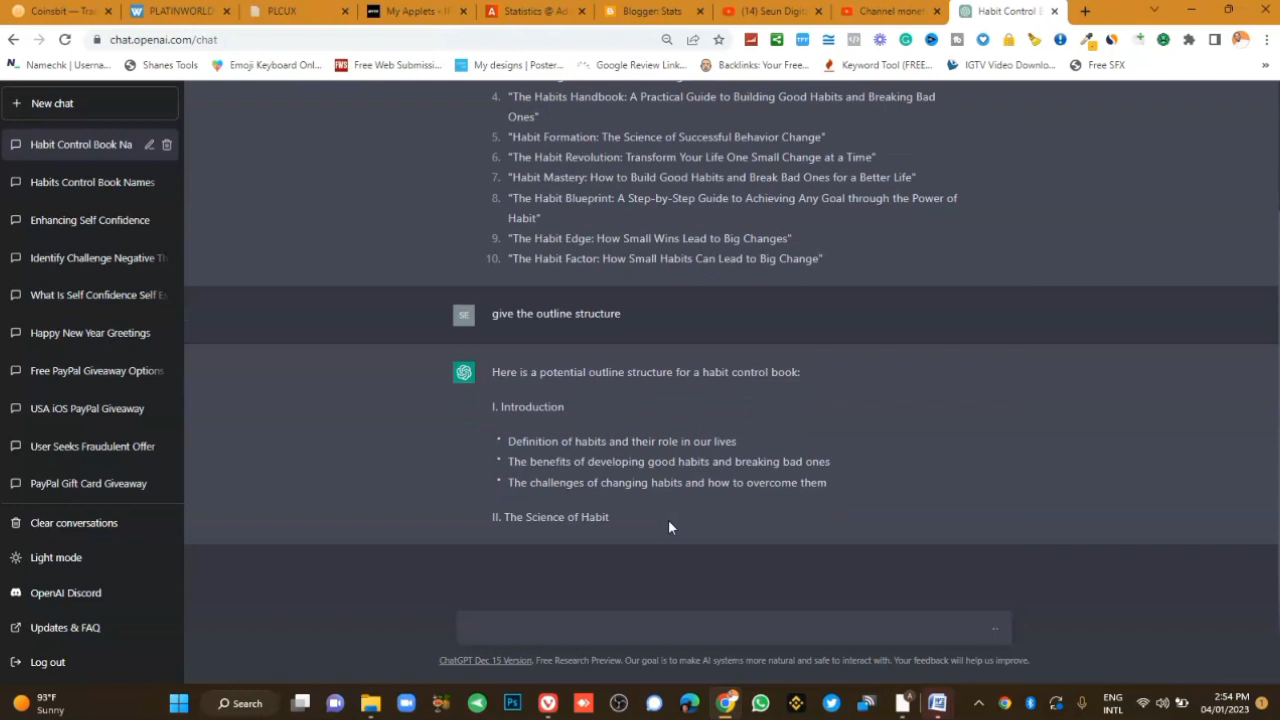 Coinsbit — Tra
PLATINWORLD
PLCUX
My Applets - IF
Statistics @ Ad
Blogger: Stats
(14) Seun Digit
Channel monet
Habit Control B
chat.openai.com/chat
Namechk | Userna...
Shanes Tools
Emoji Keyboard Onl...
Free Web Submissi...
My designs | Poster...
Google Review Link...
Backlinks: Your Free...
Keyword Tool (FREE...
IGTV Video Downlo...
Free SFX
New chat
Habit Control Book Na
Habits Control Book Names
Enhancing Self Confidence
Identify Challenge Negative Th
What Is Self Confidence Self Es
Happy New Year Greetings
Free PayPal Giveaway Options
USA iOS PayPal Giveaway
User Seeks Fraudulent Offer
PayPal Gift Card Giveaway
Clear conversations
Light mode
OpenAI Discord
Updates & FAQ
Log out
4. "The Habits Handbook: A Practical Guide to Building Good Habits and Breaking Bad
Ones"
5. "Habit Formation: The Science of Successful Behavior Change"
6. "The Habit Revolution: Transform Your Life One Small Change at a Time"
7. "Habit Mastery: How to Build Good Habits and Break Bad Ones for a Better Life"
8. "The Habit Blueprint: A Step-by-Step Guide to Achieving Any Goal through the Power of
Habit"
9. "The Habit Edge: How Small Wins Lead to Big Changes"
10. "The Habit Factor: How Small Habits Can Lead to Big Change"
SE
give the outline structure
Here is a potential outline structure for a habit control book:
I. Introduction
• Definition of habits and their role in our lives
• The benefits of developing good habits and breaking bad ones
• The challenges of changing habits and how to overcome them
II. The Science of Habit
ChatGPT Dec 15 Version. Free Research Preview. Our goal is to make AI systems more natural and safe to interact with. Your feedback will help us improve.
93°F
Sunny
Search
ENG
INTL
2:54 PM
04/01/2023